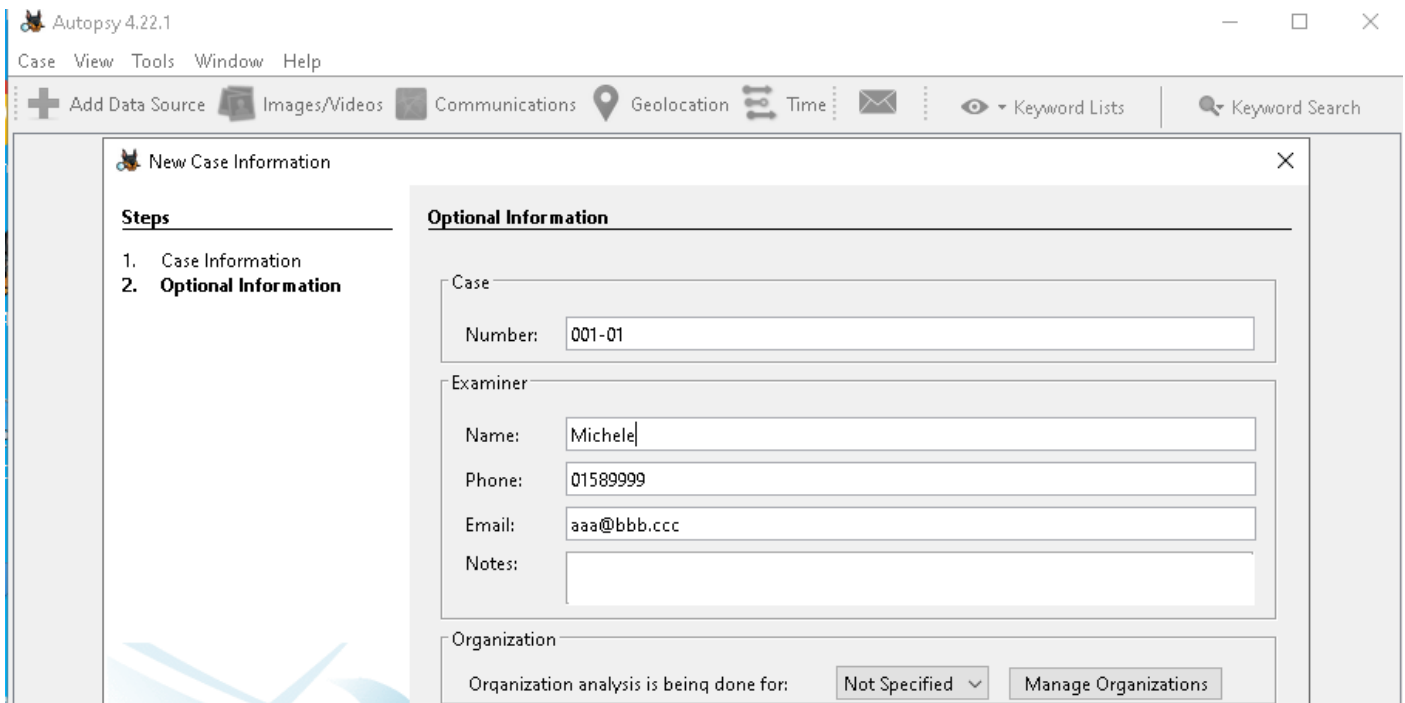 Autopsy 4.22.1
Case View Tools Window Help
Add Data Source Images/Videos Communications Geolocation Time Keyword Lists Keyword Search
New Case Information
Steps
1. Case Information
2. Optional Information
Optional Information
Case
Number: 001-01
Examiner
Name: Michele
Phone: 01589999
Email: aaa@bbb.ccc
Notes:
Organization
Organization analysis is being done for: Not Specified Manage Organizations